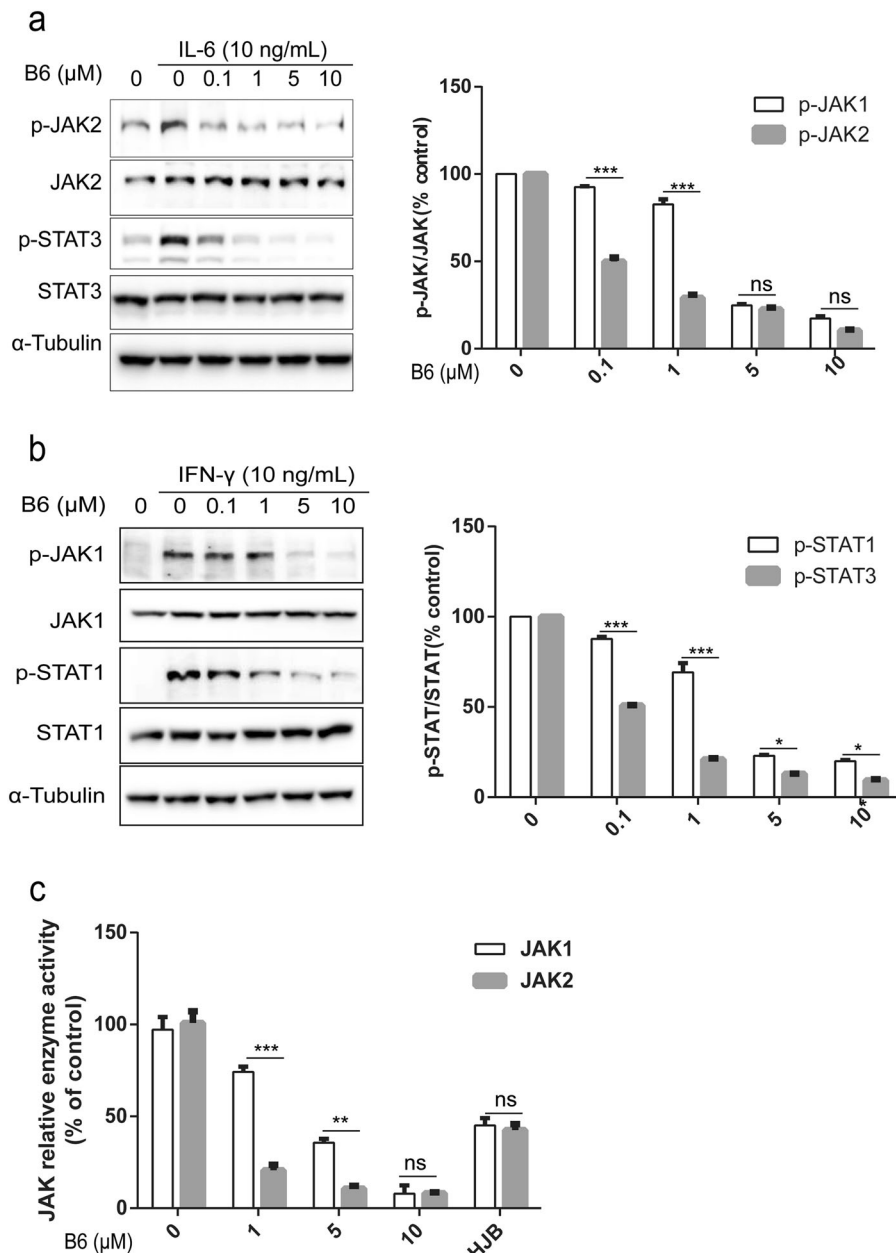 a
IL-6 (10 ng/mL)
B6 (μM) 0 0 0.1 1 5 10
p-JAK2
JAK2
p-STAT3
STAT3
α-Tubulin
p-JAK/JAK(% control)
150
100
50
0
p-JAK1
p-JAK2
*** *** ns ns
B6 (μM) 0 0.1 1 5 10
b
IFN-γ (10 ng/mL)
B6 (μM) 0 0 0.1 1 5 10
p-JAK1
JAK1
p-STAT1
STAT1
α-Tubulin
p-STAT/STAT(% control)
150
100
50
0
p-STAT1
p-STAT3
*** *** * *
0 0.1 1 5 10*
c
JAK relative enzyme activity
(% of control)
150
100
50
0
JAK1
JAK2
*** ** ns ns
B6 (μM) 0 1 5 10 HJB